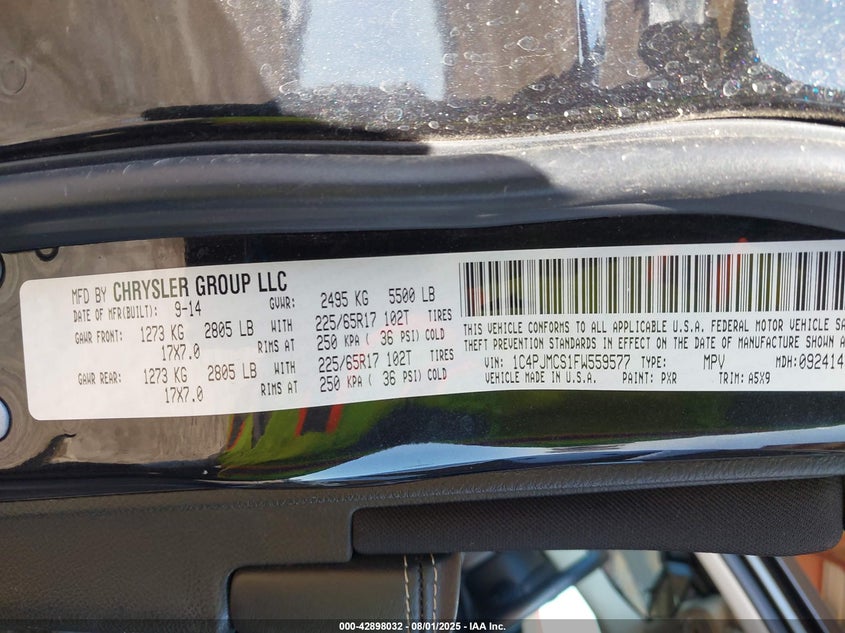 MFD BY CHRYSLER GROUP LLC
DATE OF MFR(BUILT): 9-14 GVWR: 2495 KG 5500 LB
GAWR FRONT: 1273 KG 2805 LB WITH 225/65R17 102T TIRES
17X7.0 RIMS AT 250 KPA ( 36 PSI) COLD
GAWR REAR: 1273 KG 2805 LB WITH 225/65R17 102T TIRES
17X7.0 RIMS AT 250 KPA ( 36 PSI) COLD
THIS VEHICLE CONFORMS TO ALL APPLICABLE U.S.A. FEDERAL MOTOR VEHICLE
THEFT PREVENTION STANDARDS IN EFFECT ON THE DATE OF MANUFACTURE SHOWN
VIN: 1C4PJMCS1FW559577 TYPE: MPV MDH: 092414
VEHICLE MADE IN U.S.A. PAINT: PXR TRIM: A5X9
000-42898032 - 08/01/2025 - IAA Inc.